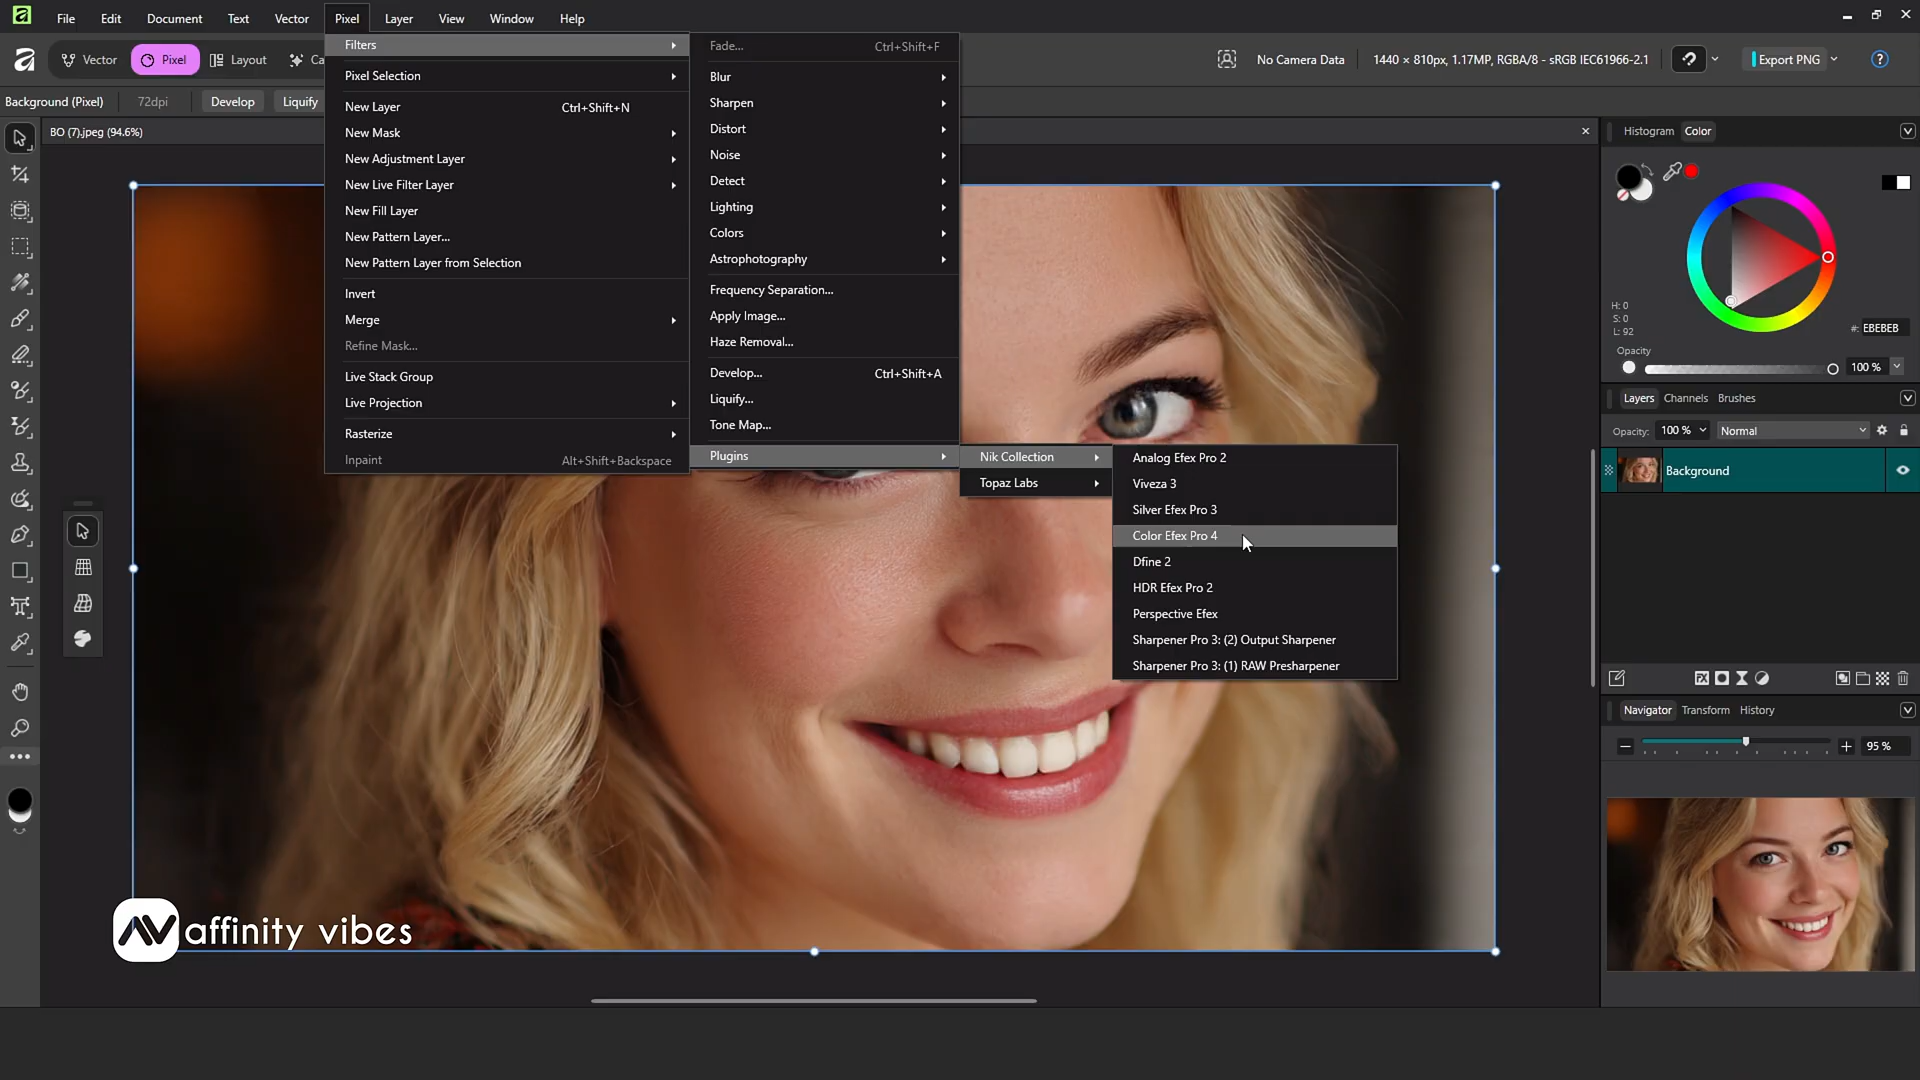 File Edit Document Text Vector Pixel Layer View Window Help
Vector Pixel Layout Ca
No Camera Data 1440 × 810px, 1.17MP, RGBA/8 - sRGB IEC61966-2.1 Export PNG ?
Background (Pixel) 72dpi Develop Liquify
BO (7).jpeg (94.6%)
Filters
Pixel Selection
New Layer Ctrl+Shift+N
New Mask
New Adjustment Layer
New Live Filter Layer
New Fill Layer
New Pattern Layer...
New Pattern Layer from Selection
Invert
Merge
Refine Mask...
Live Stack Group
Live Projection
Rasterize
Inpaint Alt+Shift+Backspace
Fade... Ctrl+Shift+F
Blur
Sharpen
Distort
Noise
Detect
Lighting
Colors
Astrophotography
Frequency Separation...
Apply Image...
Haze Removal...
Develop... Ctrl+Shift+A
Liquify...
Tone Map...
Plugins
Nik Collection
Topaz Labs
Analog Efex Pro 2
Viveza 3
Silver Efex Pro 3
Color Efex Pro 4
Dfine 2
HDR Efex Pro 2
Perspective Efex
Sharpener Pro 3: (2) Output Sharpener
Sharpener Pro 3: (1) RAW Presharpener
Histogram Color
H: 0
S: 0
L: 92
#: EBEBEB
Opacity
100 %
Layers Channels Brushes
Opacity: 100 % Normal
Background
FX
Navigator Transform History
95 %
AV affinity vibes